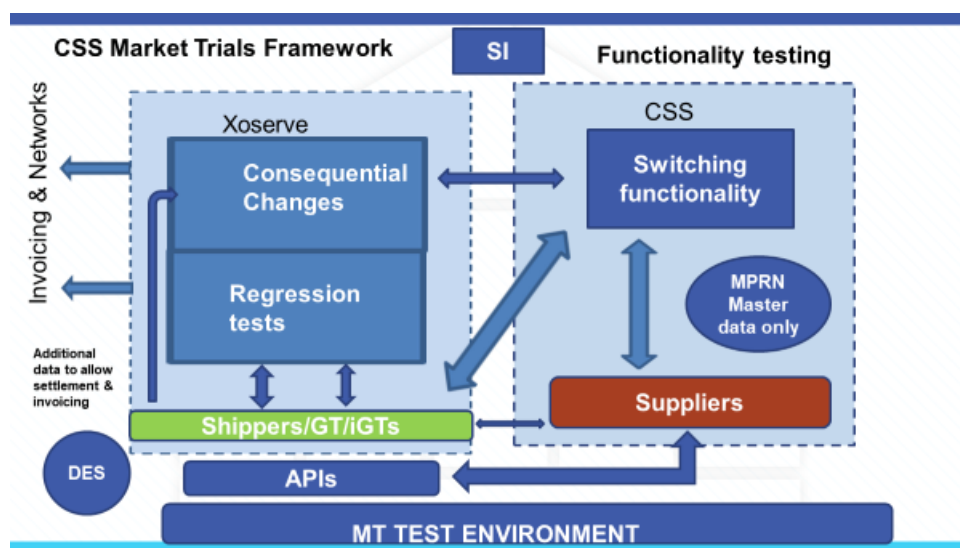 CSS Market Trials Framework
SI
Functionality testing
Invoicing & Networks
Xoserve
Consequential
Changes
Regression
tests
Additional
data to allow
settlement &
invoicing
Shippers/GT/iGTs
DES
APIs
CSS
Switching
functionality
MPRN
Master
data only
Suppliers
MT TEST ENVIRONMENT